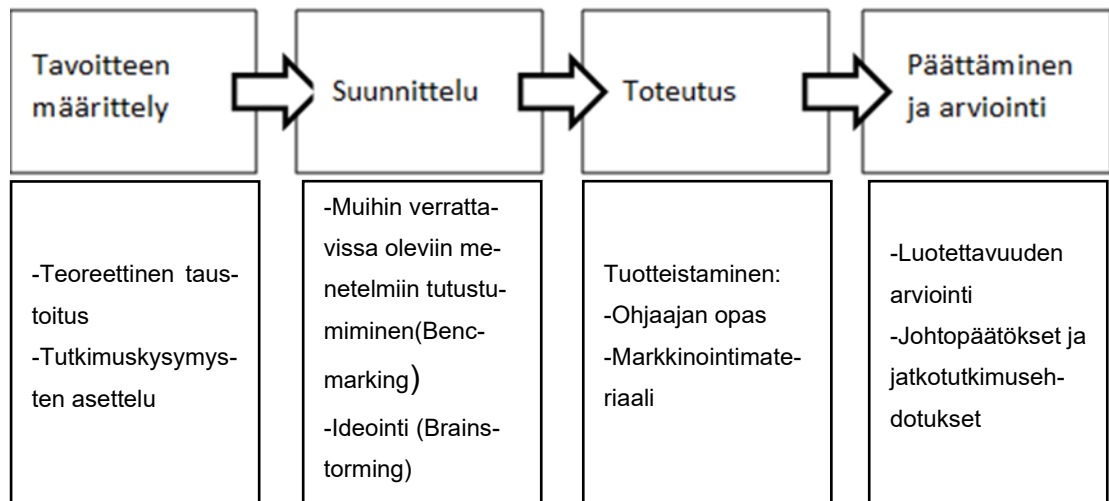 Tavoitteen
määrittely
Suunnittelu
Toteutus
Päättäminen
ja arviointi
-Teoreettinen taus-
toitus
-Tutkimuskysymys-
ten asettelu
-Muihin verratta-
vissa oleviin me-
netelmiin tutustu-
miminen(Benc-
marking)
-Ideointi (Brains-
torming)
Tuotteistaminen:
-Ohjaajan opas
-Markkinointimate-
riaali
-Luotettavuuden
arviointi
-Johtopäätökset ja
jatkotutkimuseh-
dotukset